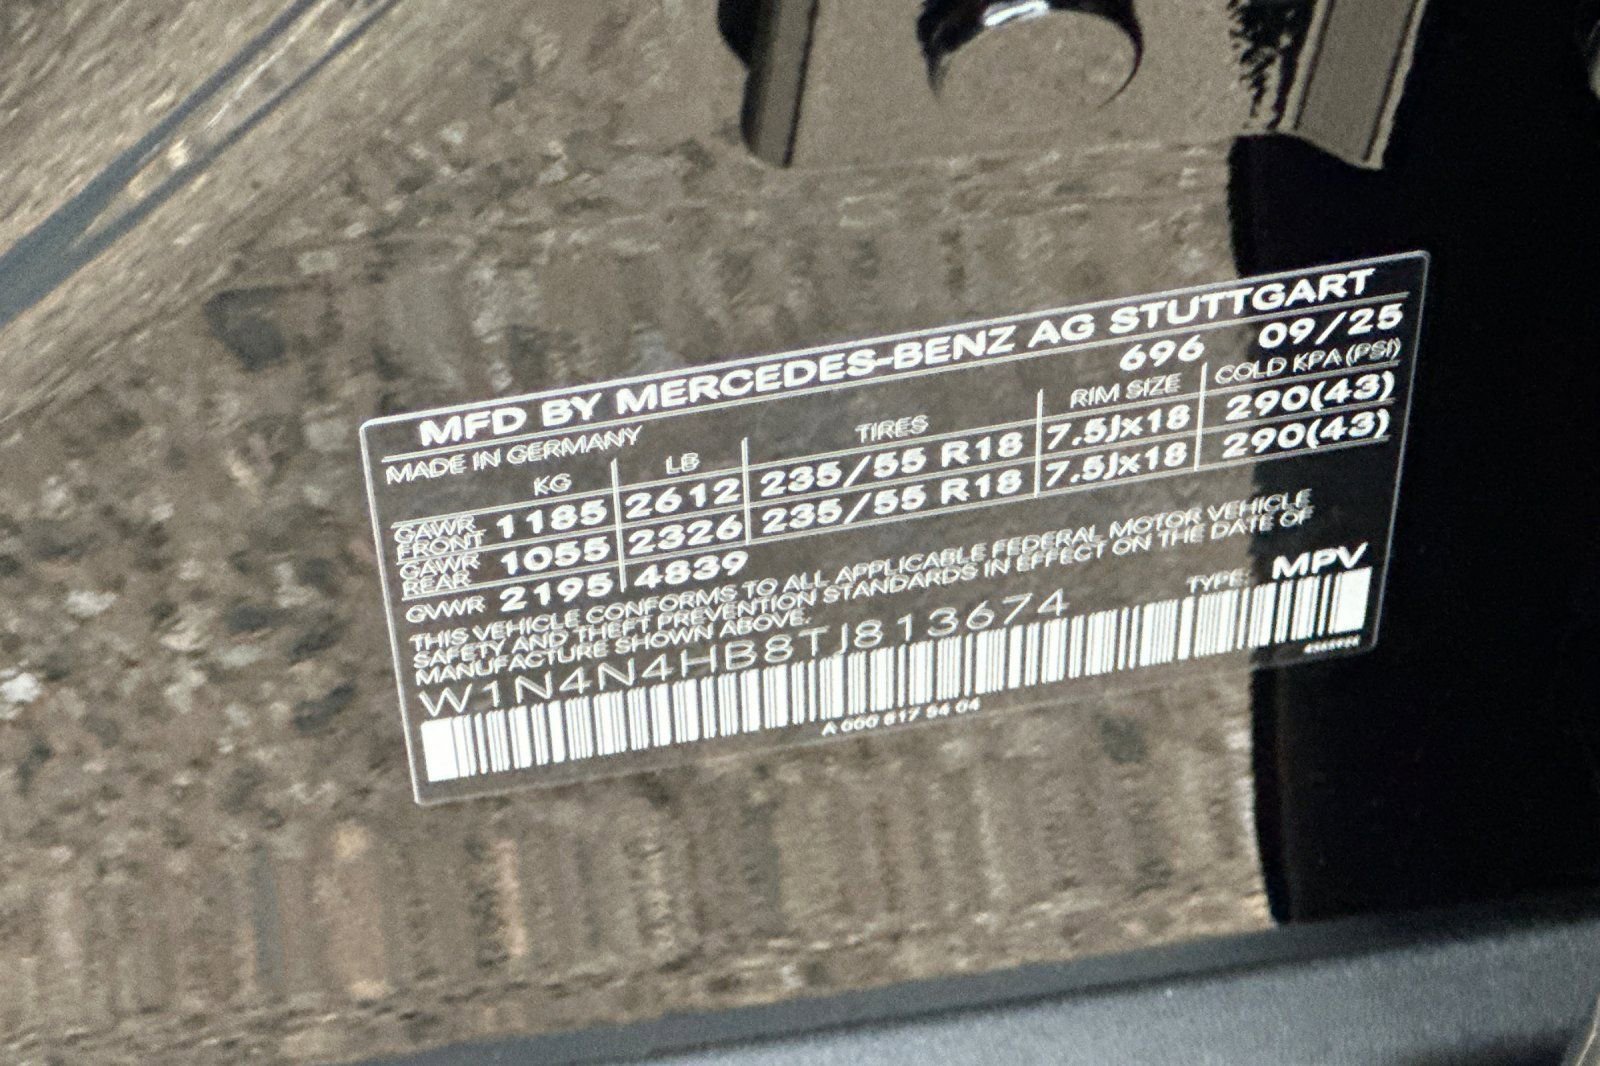 MFD BY MERCEDES-BENZ AG STUTTGART
MADE IN GERMANY 696 09/25
KG LB TIRES RIM SIZE COLD KPA (PSI)
GAWR FRONT 1185 2612 235/55 R18 7.5Jx18 290(43)
GAWR REAR 1055 2326 235/55 R18 7.5Jx18 290(43)
GVWR 2195 4839
THIS VEHICLE CONFORMS TO ALL APPLICABLE FEDERAL MOTOR VEHICLE
SAFETY AND THEFT PREVENTION STANDARDS IN EFFECT ON THE DATE OF
MANUFACTURE SHOWN ABOVE.
W1N4N4HB8TJ813674 TYPE: MPV
A 000 817 54 04